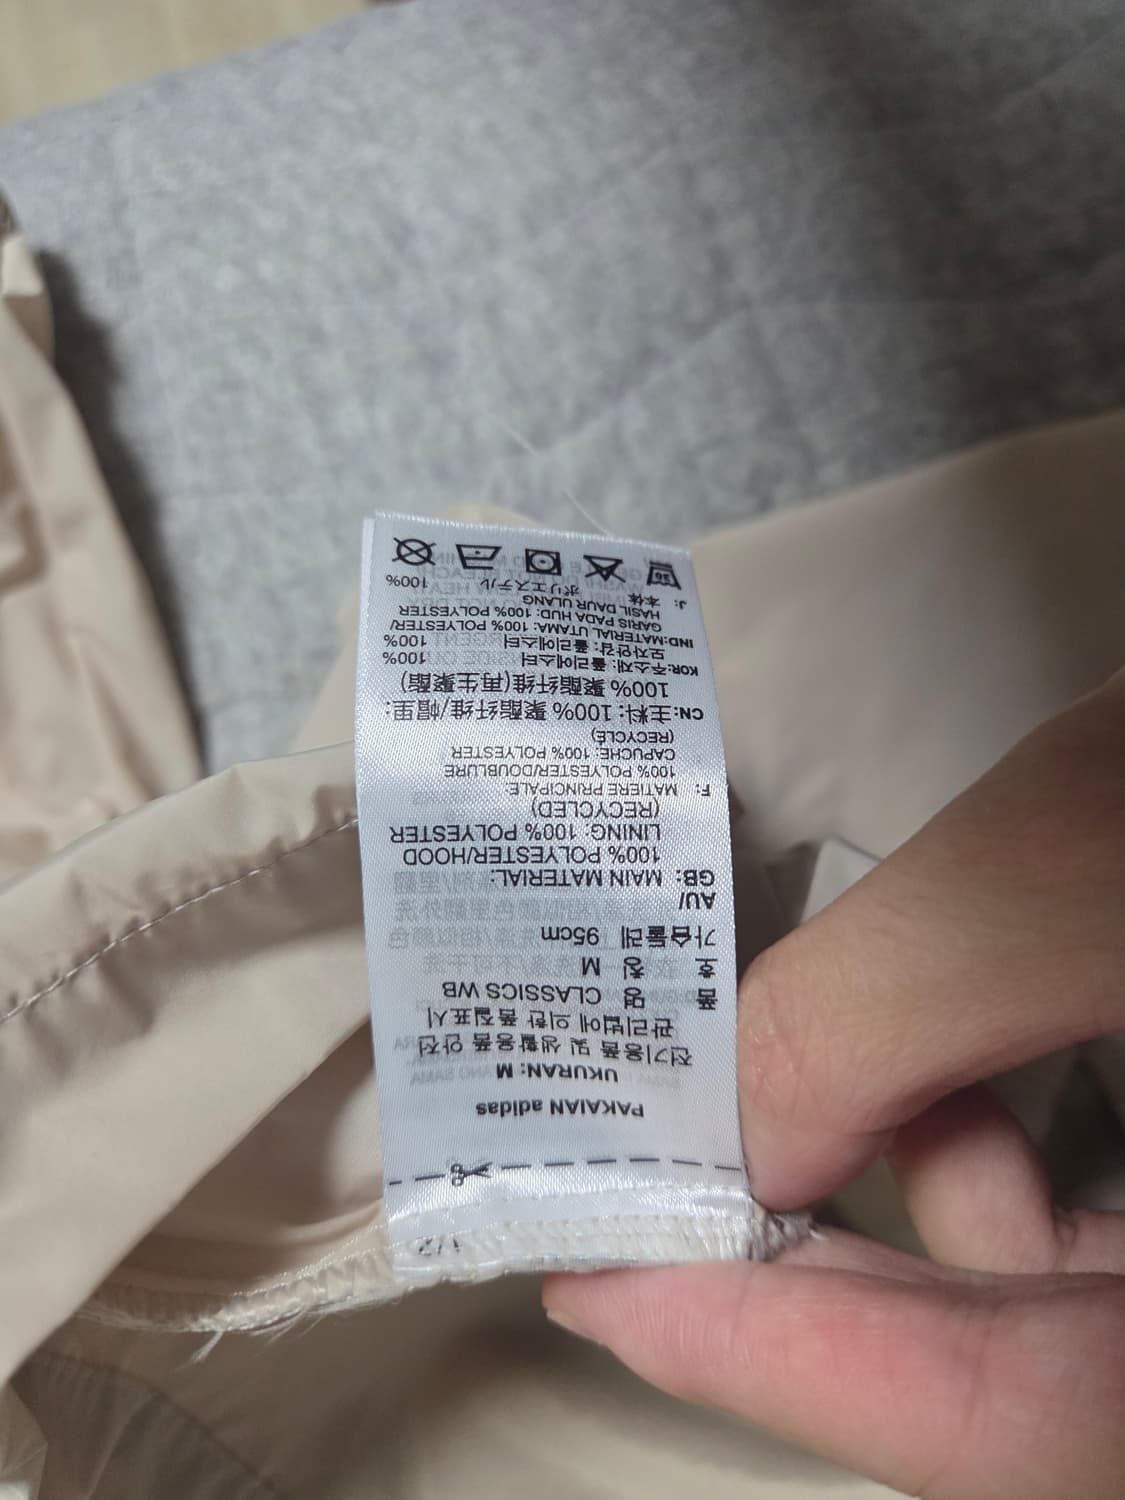 1/2
PAKAIAN adidas
UKURAN: M
전기용품 및 생활용품 안전
관리법에 의한 품질표시
품 명 CLASSICS WB
호 칭 M
가슴둘레 95cm
AU/
GB: MAIN MATERIAL:
100% POLYESTER/HOOD
LINING: 100% POLYESTER
(RECYCLED)
F: MATIERE PRINCIPALE:
100% POLYESTER/DOUBLURE
CAPUCHE: 100% POLYESTER
(RECYCLE)
CN: 主料: 100% 聚酯纤维/帽里:
100% 聚酯纤维(再生聚酯)
KOR: 주소재: 폴리에스터 100%
모자안감: 폴리에스터 100%
IND: MATERIAL UTAMA: 100% POLYESTER/
GARIS PADA HUD: 100% POLYESTER
HASIL DAUR ULANG
J: 本体
ポリエステル 100%
30